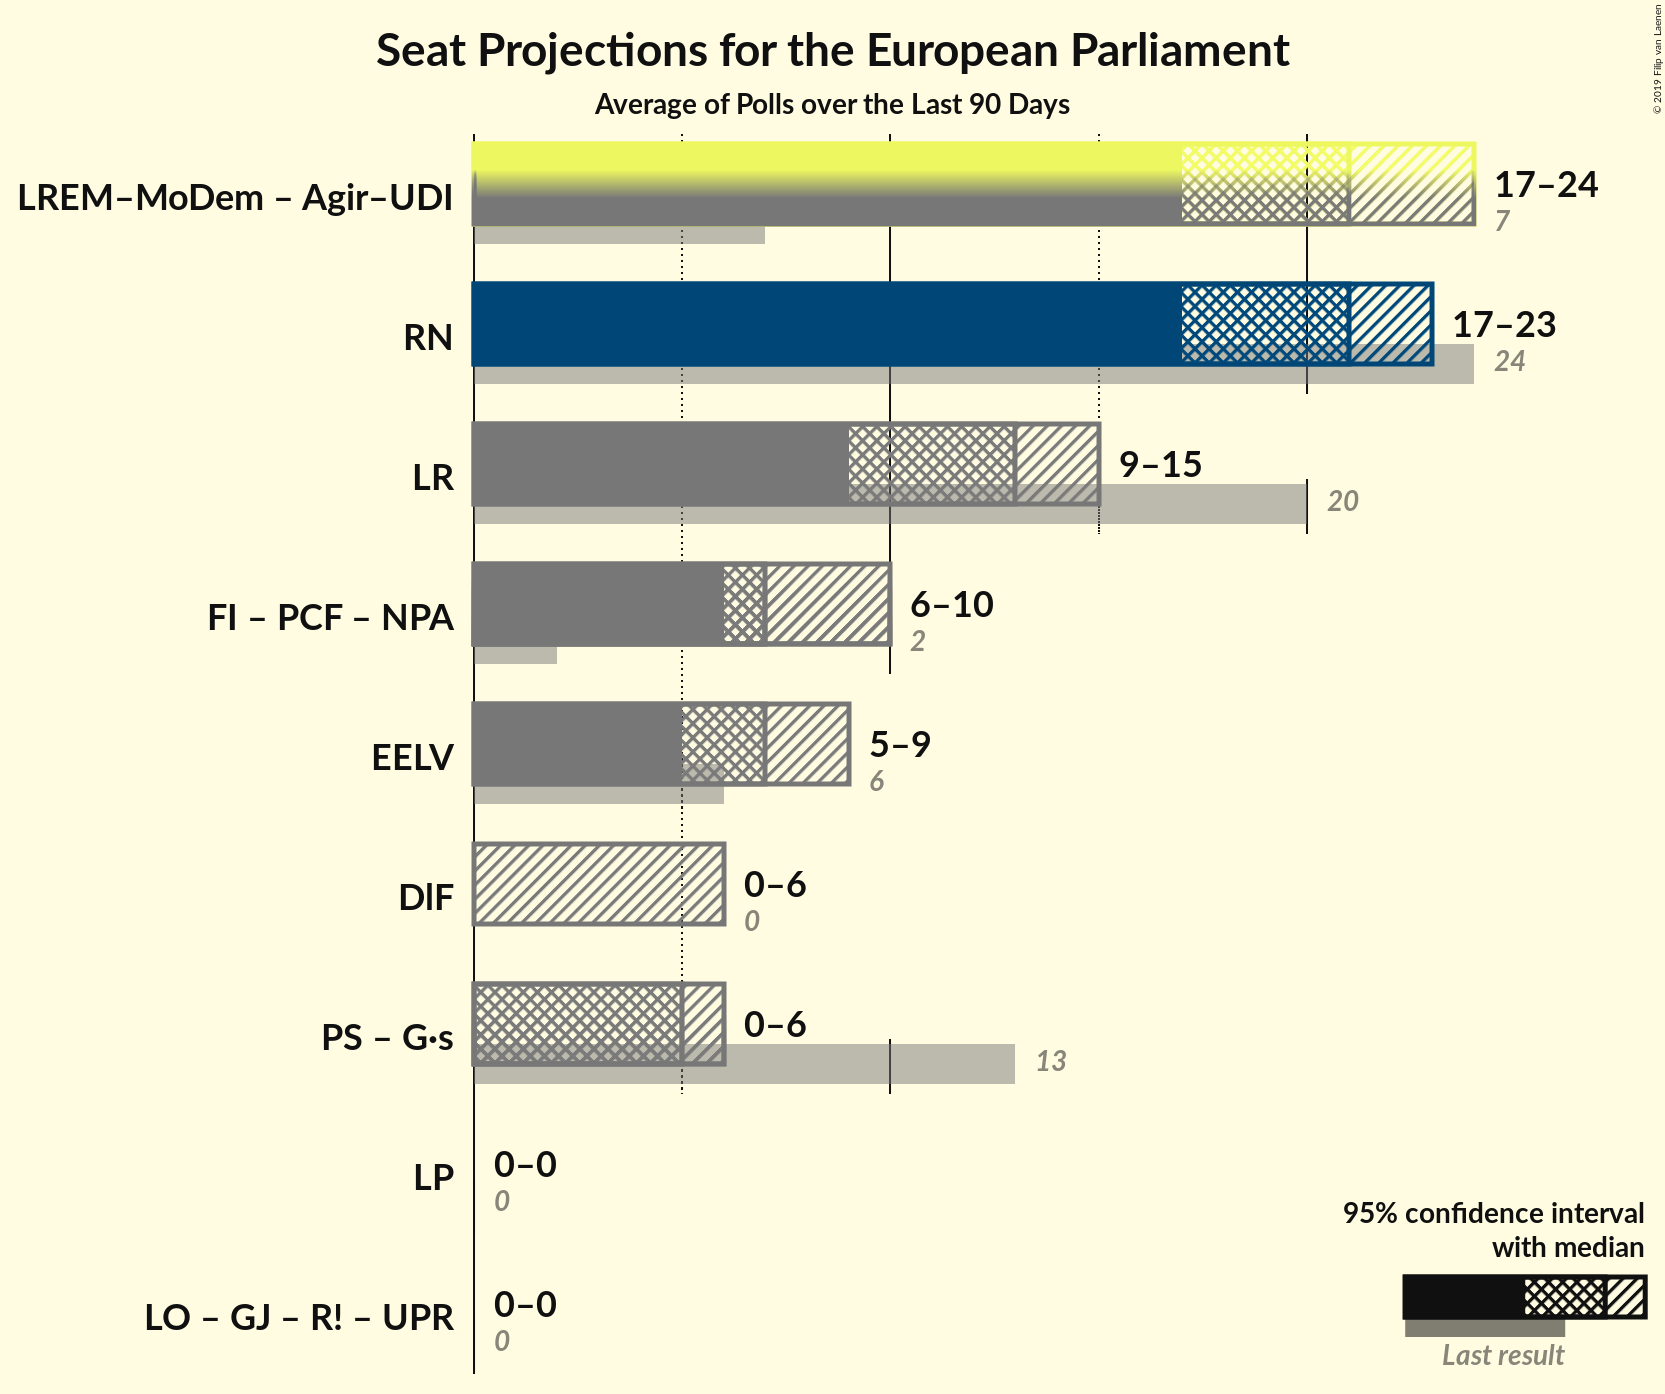 Seat Projections for the European Parliament
Average of Polls over the Last 90 Days
© 2019 Filip van Laenen
LREM–MoDem – Agir–UDI
17–24
7
RN
17–23
24
LR
9–15
20
FI – PCF – NPA
6–10
2
EELV
5–9
6
DlF
0–6
0
PS – G·s
0–6
13
LP
0–0
0
LO – GJ – R! – UPR
0–0
0
95% confidence interval
with median
Last result